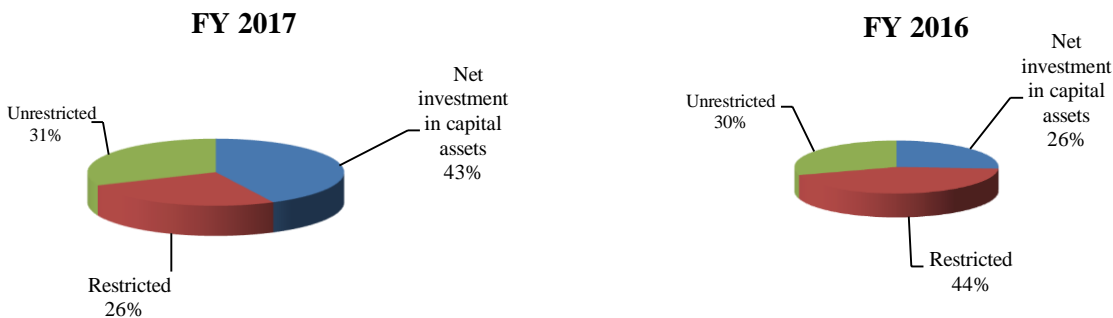 FY 2017
Net
investment
in capital
assets
43%
Unrestricted
31%
Restricted
26%
FY 2016
Net
investment
in capital
assets
26%
Unrestricted
30%
Restricted
44%